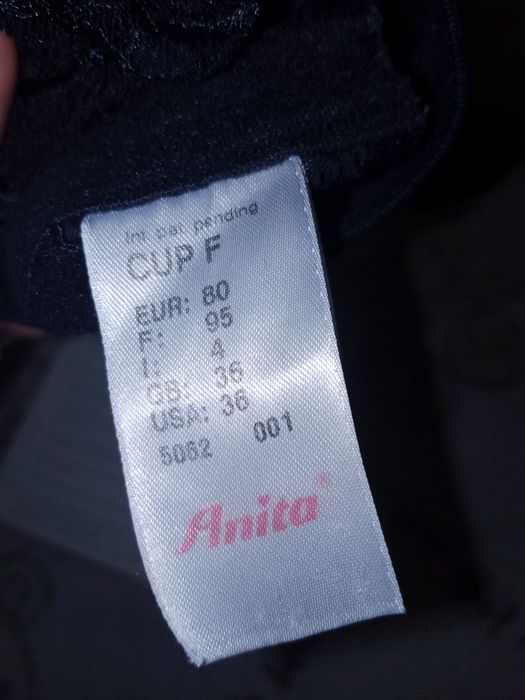 Int. pat. pending
CUP F
EUR: 80
F: 95
I: 4
GB: 36
USA: 36
5062 001
Anita®